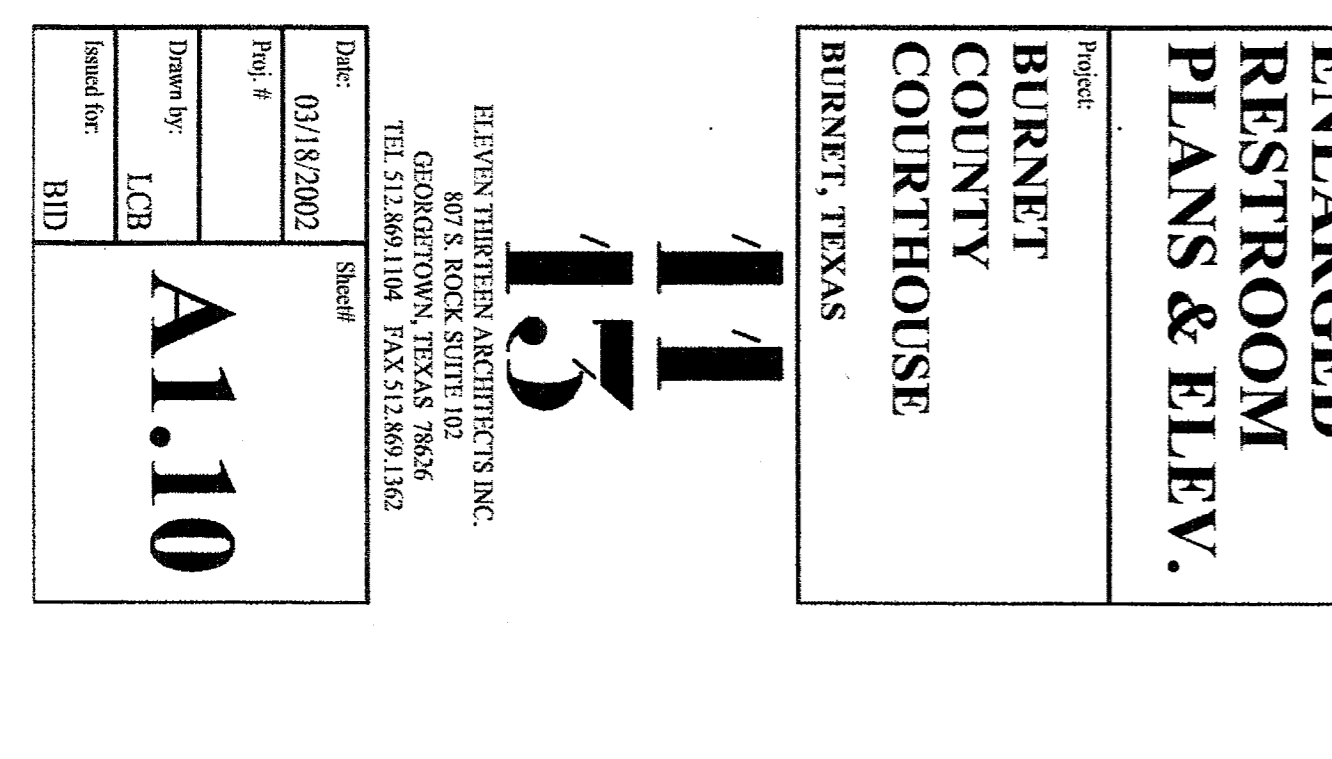 ENLARGED
RESTROOM
PLANS & ELEV.
Project:
BURNET
COUNTY
COURTHOUSE
BURNET, TEXAS
11
13
ELEVEN THIRTEEN ARCHITECTS INC.
807 S. ROCK SUITE 102
GEORGETOWN, TEXAS 78626
TEL 512.869.1104 FAX 512.869.1362
Date:
03/18/2002
Proj. #
Drawn by:
LCB
Issued for:
BID
Sheet#
A1.10